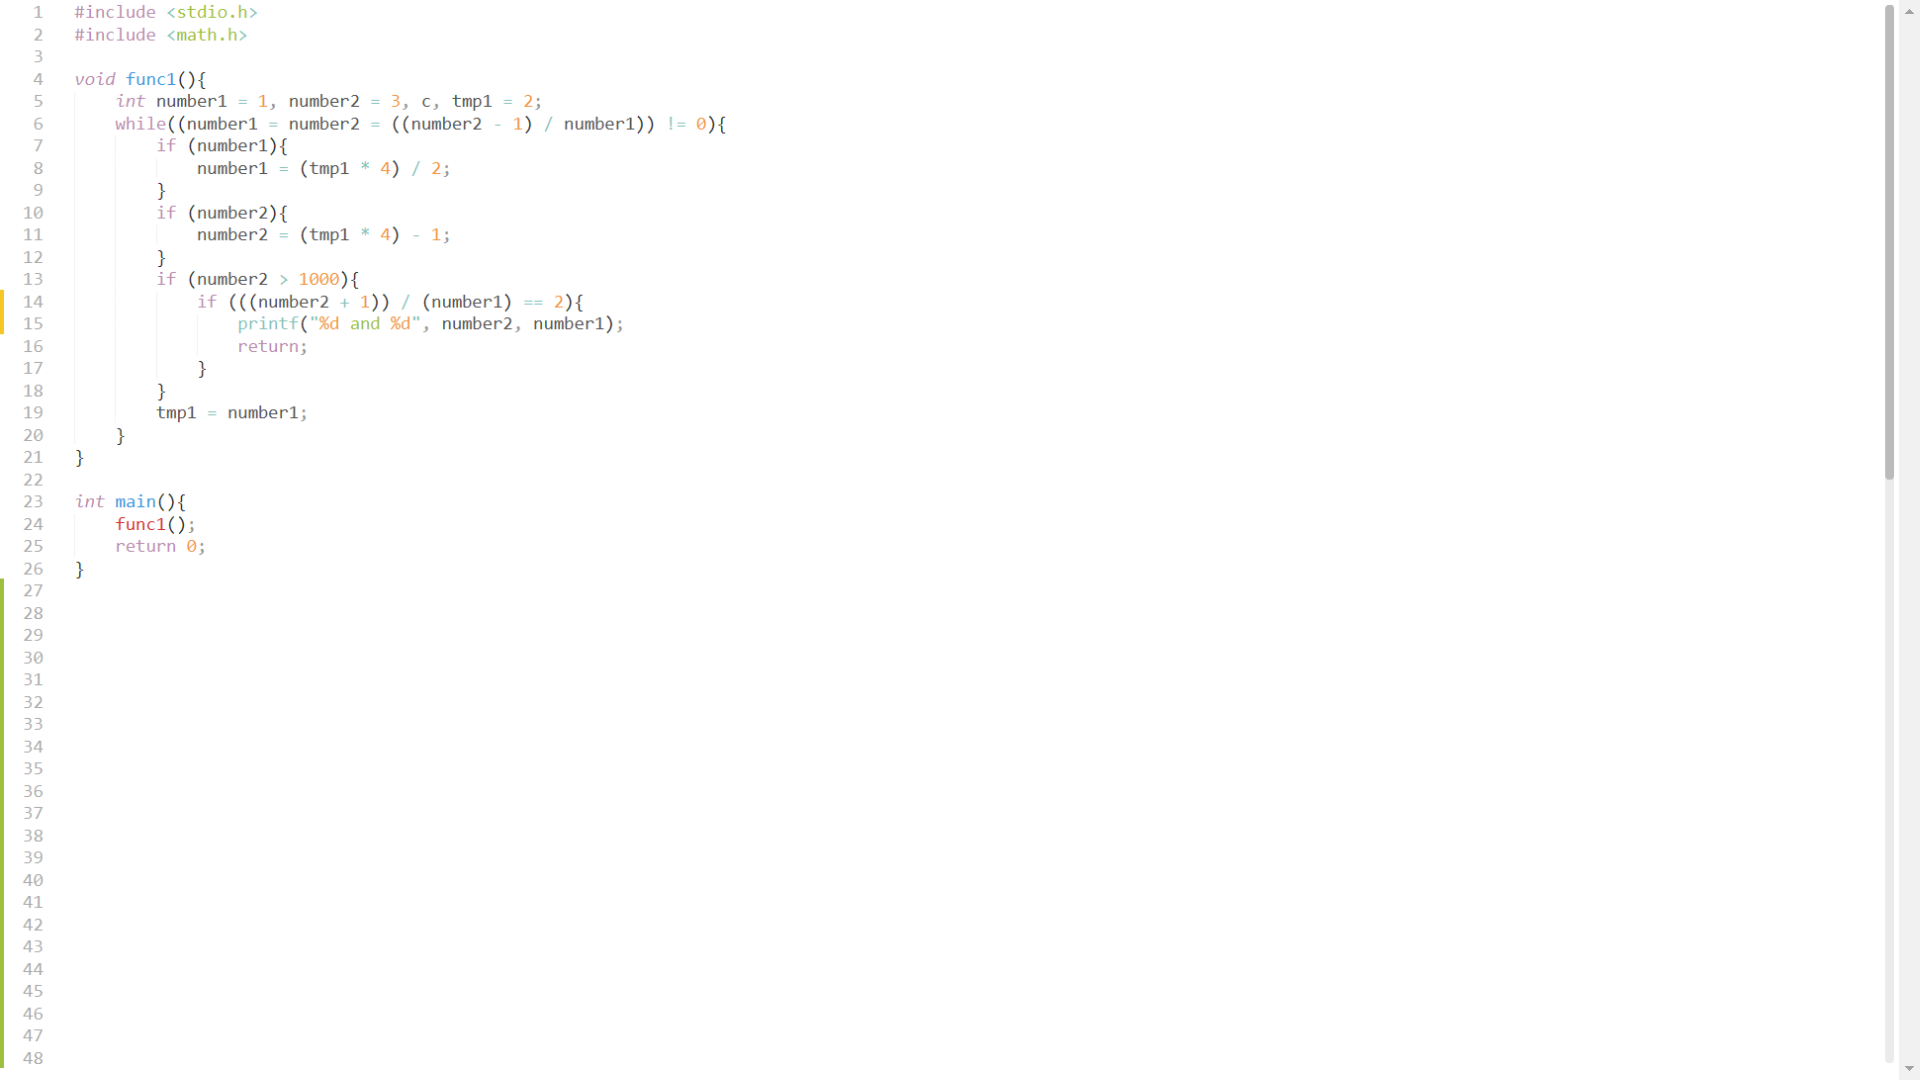 1 #include <stdio.h>
2 #include <math.h>
3
4 void func1(){
5     int number1 = 1, number2 = 3, c, tmp1 = 2;
6     while((number1 = number2 = ((number2 - 1) / number1)) != 0){
7         if (number1){
8             number1 = (tmp1 * 4) / 2;
9         }
10         if (number2){
11             number2 = (tmp1 * 4) - 1;
12         }
13         if (number2 > 1000){
14             if (((number2 + 1)) / (number1) == 2){
15                 printf("%d and %d", number2, number1);
16                 return;
17             }
18         }
19         tmp1 = number1;
20     }
21 }
22
23 int main(){
24     func1();
25     return 0;
26 }
27
28
29
30
31
32
33
34
35
36
37
38
39
40
41
42
43
44
45
46
47
48